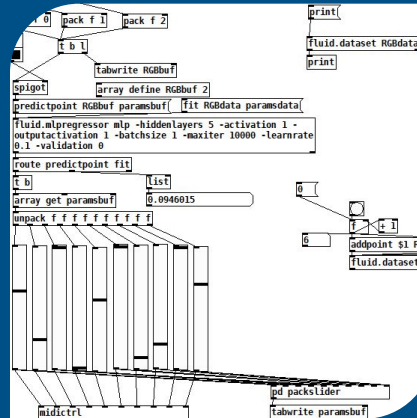 f 0
pack f 1
pack f 2
print
t b l
fluid.dataset RGBdata
print
tabwrite RGBbuf
spigot
array define RGBbuf 2
predictpoint RGBbuf paramsbuf
fit RGBdata paramsdata
fluid.mlpregressor mlp -hiddenlayers 5 -activation 1 -
outputactivation 1 -batchsize 1 -maxiter 10000 -learnrate
0.1 -validation 0
route predictpoint fit
t b
list
array get paramsbuf
0.0946015
0
unpack f f f f f f f f f f
f
+ 1
6
addpoint $1 R
fluid.dataset
pd packslider
midictrl
tabwrite paramsbuf